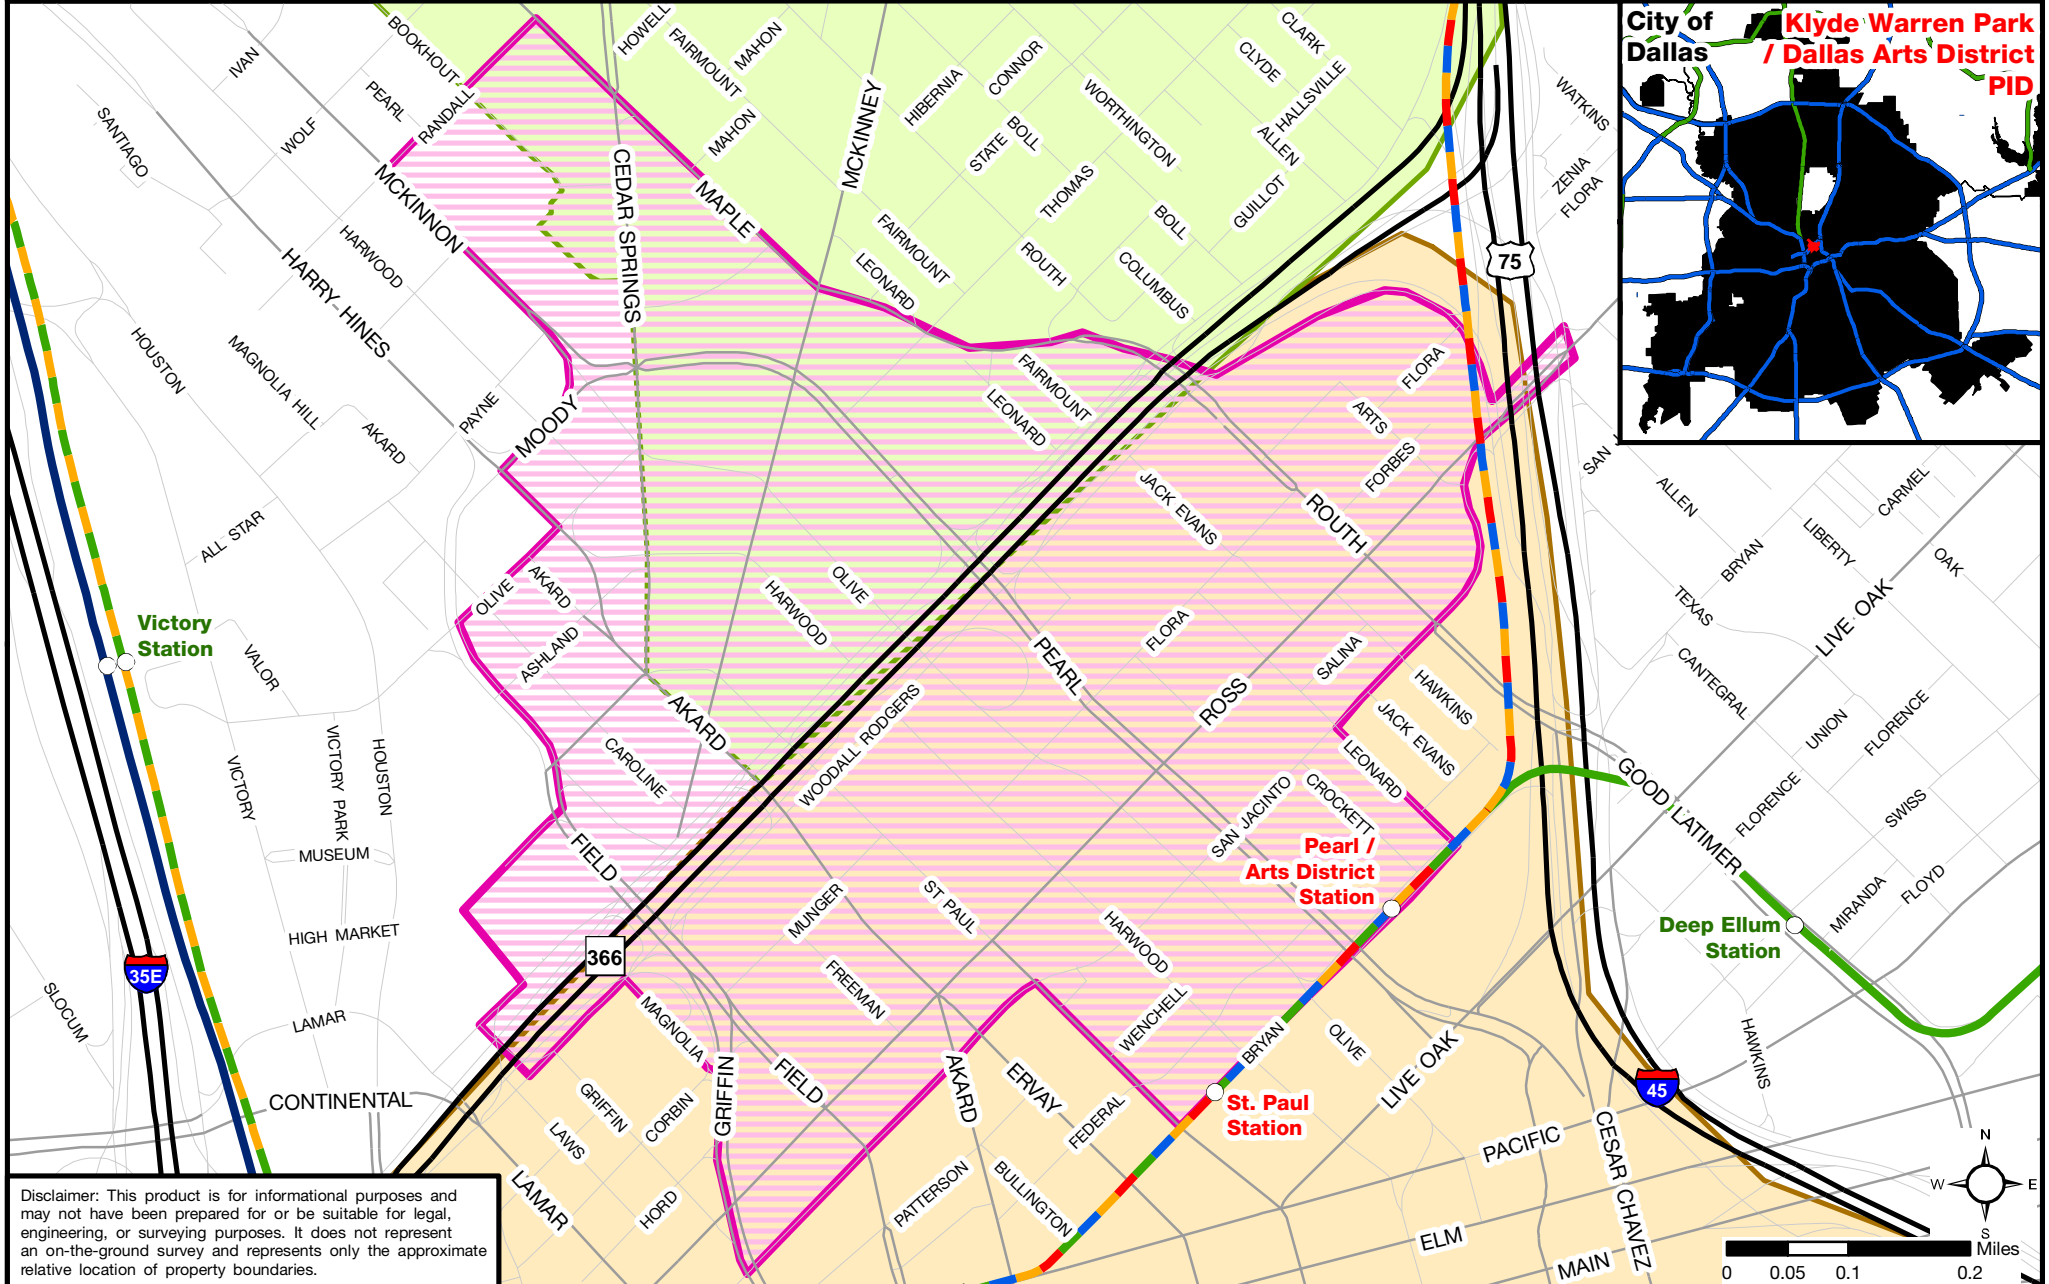 City of
Dallas
Klyde Warren Park
/ Dallas Arts District
PID
BOOKHOUT
HOWELL
FAIRMOUNT
MAHON
MCKINNEY
HIBERNIA
CONNOR
CLARK
CLYDE
HALLSVILLE
WATKINS
IVAN
PEARL
RANDALL
WOLF
SANTIAGO
MAHON
STATE
BOLL
WORTHINGTON
ALLEN
ZENIA
FLORA
MCKINNON
CEDAR SPRINGS
MAPLE
THOMAS
GUILLOT
BOLL
HARWOOD
HARRY HINES
FAIRMOUNT
LEONARD
ROUTH
COLUMBUS
75
HOUSTON
MAGNOLIA HILL
PAYNE
AKARD
MOODY
FAIRMOUNT
LEONARD
FLORA
ARTS
FORBES
SAN J
ALLEN
CARMEL
ALL STAR
JACK EVANS
ROUTH
LIBERTY
BRYAN
OAK
TEXAS
LIVE OAK
OLIVE
AKARD
ASHLAND
HARWOOD
OLIVE
Victory
Station
VALOR
PEARL
FLORA
SALINA
ROSS
HAWKINS
JACK EVANS
LEONARD
CANTEGRAL
UNION
FLORENCE
AKARD
CAROLINE
WOODALL RODGERS
VICTORY
VICTORY PARK
HOUSTON
MUSEUM
HIGH MARKET
FIELD
SAN JACINTO
CROCKETT
GOOD LATIMER
FLORENCE
SWISS
Pearl /
Arts District
Station
MUNGER
ST PAUL
HARWOOD
MIRANDA
FLOYD
Deep Ellum
Station
366
35E
SLOCUM
LAMAR
FREEMAN
MAGNOLIA
WENCHELL
BRYAN
OLIVE
LIVE OAK
HAWKINS
45
CONTINENTAL
GRIFFIN
CORBIN
LAWS
GRIFFIN
FIELD
AKARD
ERVAY
FEDERAL
St. Paul
Station
PACIFIC
CESAR CHAVEZ
LAMAR
HORD
PATTERSON
BULLINGTON
ELM
MAIN
N
W
E
S
Miles
0
0.05
0.1
0.2
Disclaimer: This product is for informational purposes and
may not have been prepared for or be suitable for legal,
engineering, or surveying purposes. It does not represent
an on-the-ground survey and represents only the approximate
relative location of property boundaries.